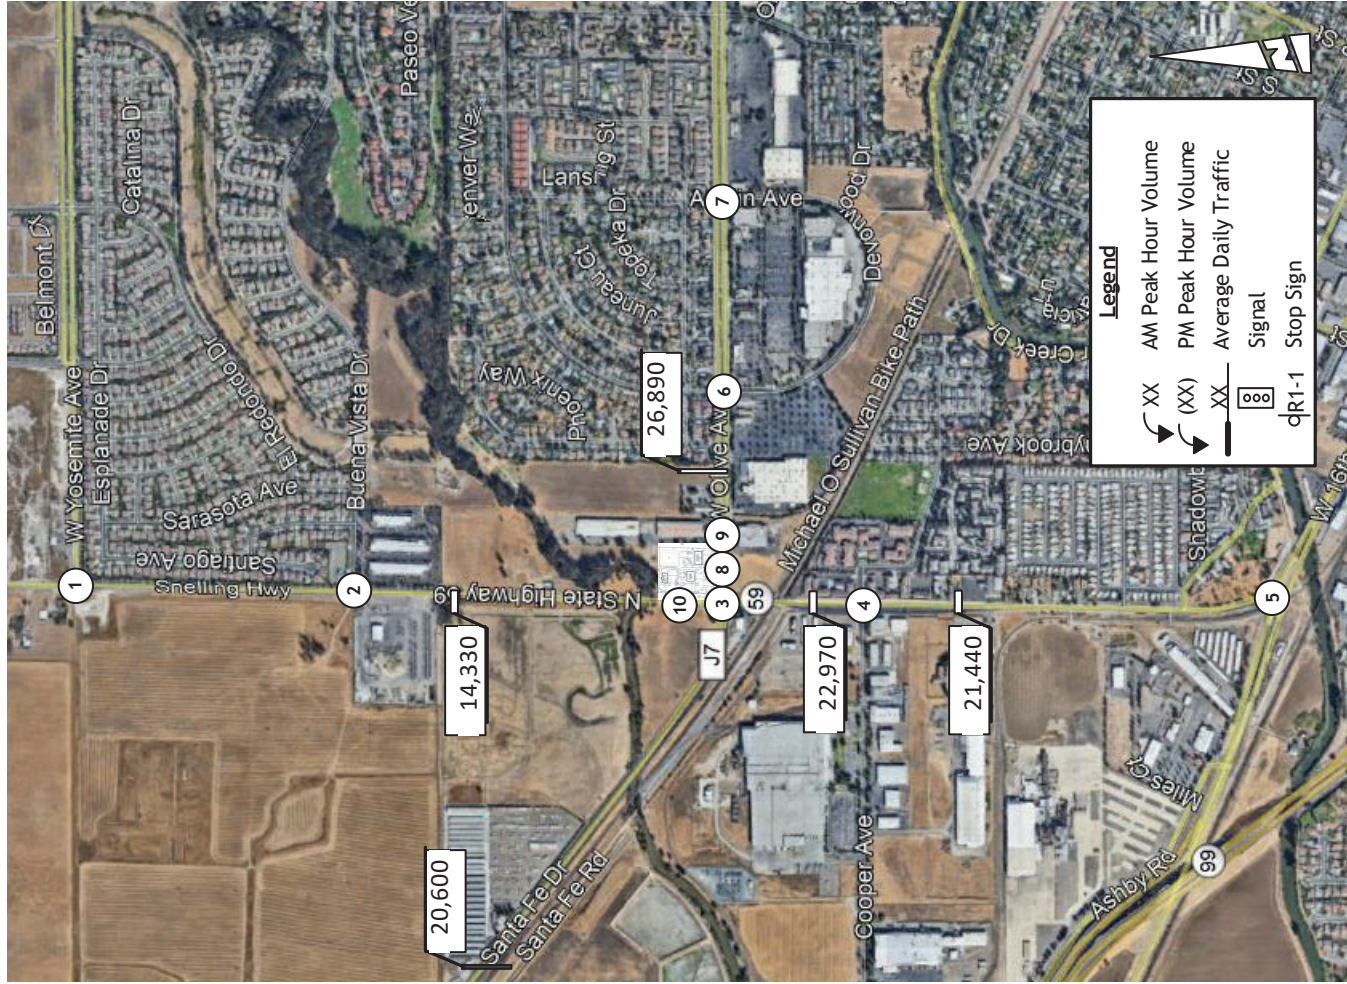 W Yosemite Ave
Esplanade Dr
Belmont Dr
Catalina Dr
El Redondo Dr
Sarasota Ave
Santiago Ave
Snelling Hwy
Buena Vista Dr
1
2
N State Highway 59
14,330
20,600
Santa Fe Dr
Santa Fe Rd
J7
10
3
8
9
59
W Olive Ave
26,890
6
7
Phoenix Way
Juneau Ct
Topeka Dr
Devonwood Dr
Michael O Sullivan Bike Path
22,970
4
21,440
Cooper Ave
5
W 16th
Miles Ct
Ashby Rd
99
S St
Legend
XX AM Peak Hour Volume
(XX) PM Peak Hour Volume
XX Average Daily Traffic
Signal
R1-1 Stop Sign